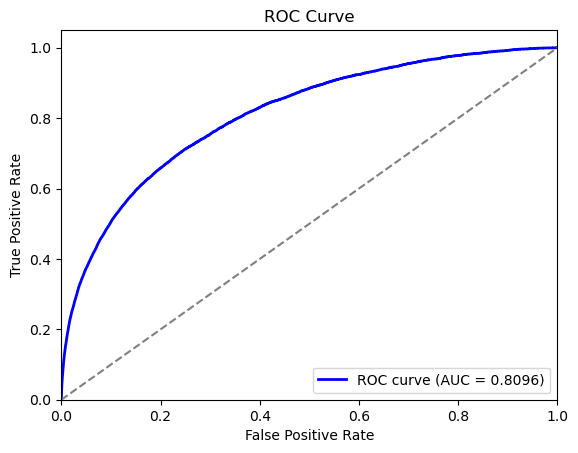 ROC Curve
True Positive Rate
1.0
0.8
0.6
0.4
0.2
0.0
ROC curve (AUC = 0.8096)
0.0 0.2 0.4 0.6 0.8 1.0
False Positive Rate